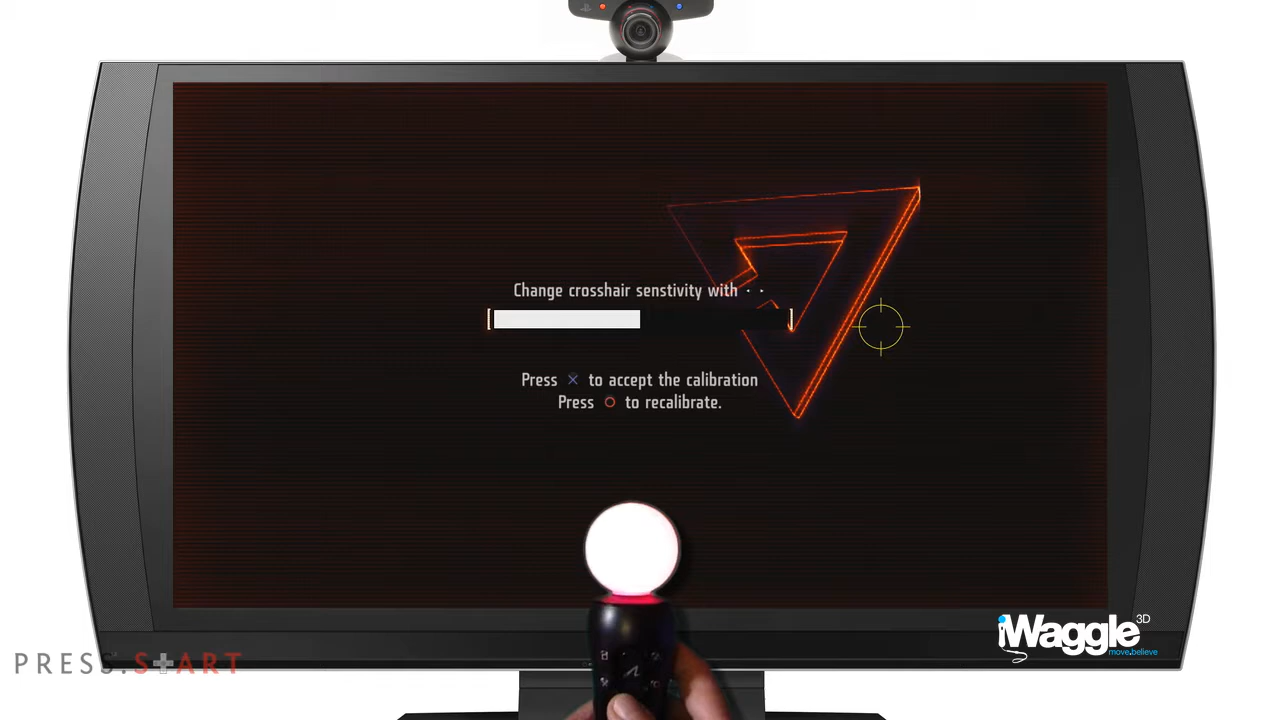 Change crosshair senstivity with
Press to accept the calibration
Press to recalibrate.
iWaggle 3D
move.believe
PRESS.START